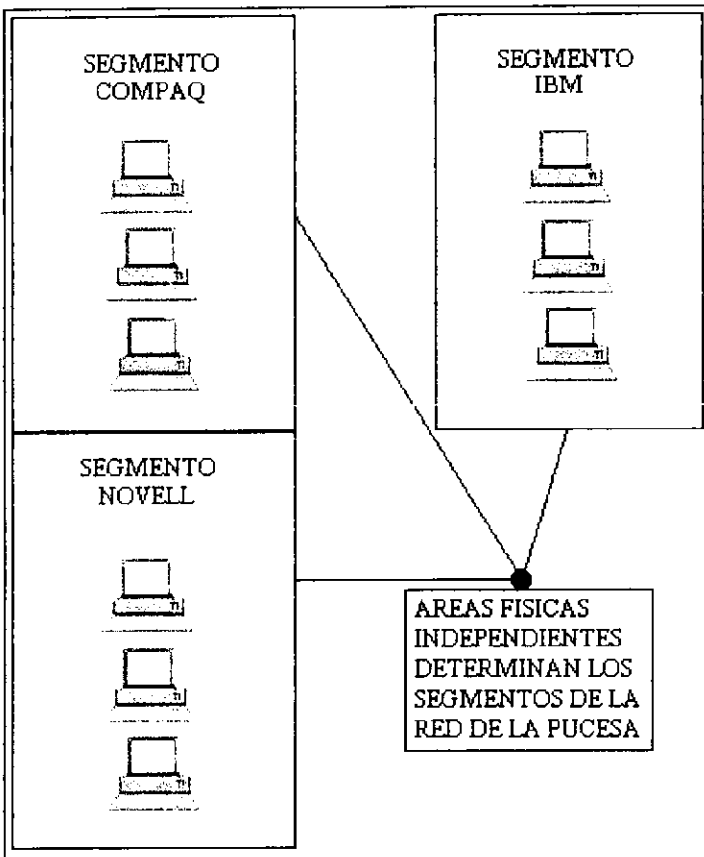 SEGMENTO
COMPAQ
SEGMENTO
IBM
SEGMENTO
NOVELL
AREAS FISICAS
INDEPENDIENTES
DETERMINAN LOS
SEGMENTOS DE LA
RED DE LA PUCESA